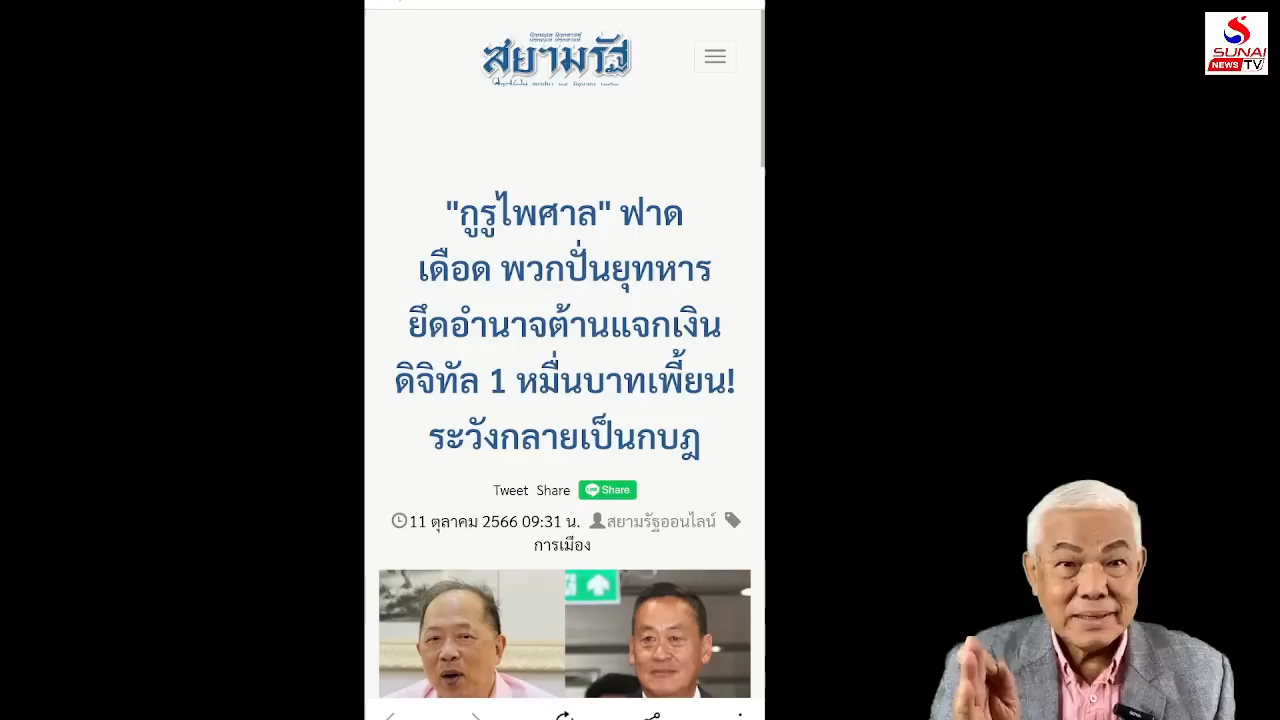 สยามรัฐ
SUNAI
NEWS TV
"กูรูไพศาล" ฟาด
เดือด พวกปั่นยุทหาร
ยึดอำนาจต้านแจกเงิน
ดิจิทัล 1 หมื่นบาทเพี้ยน!
ระวังกลายเป็นกบฎ
Tweet Share Share
11 ตุลาคม 2566 09:31 น. สยามรัฐออนไลน์
การเมือง